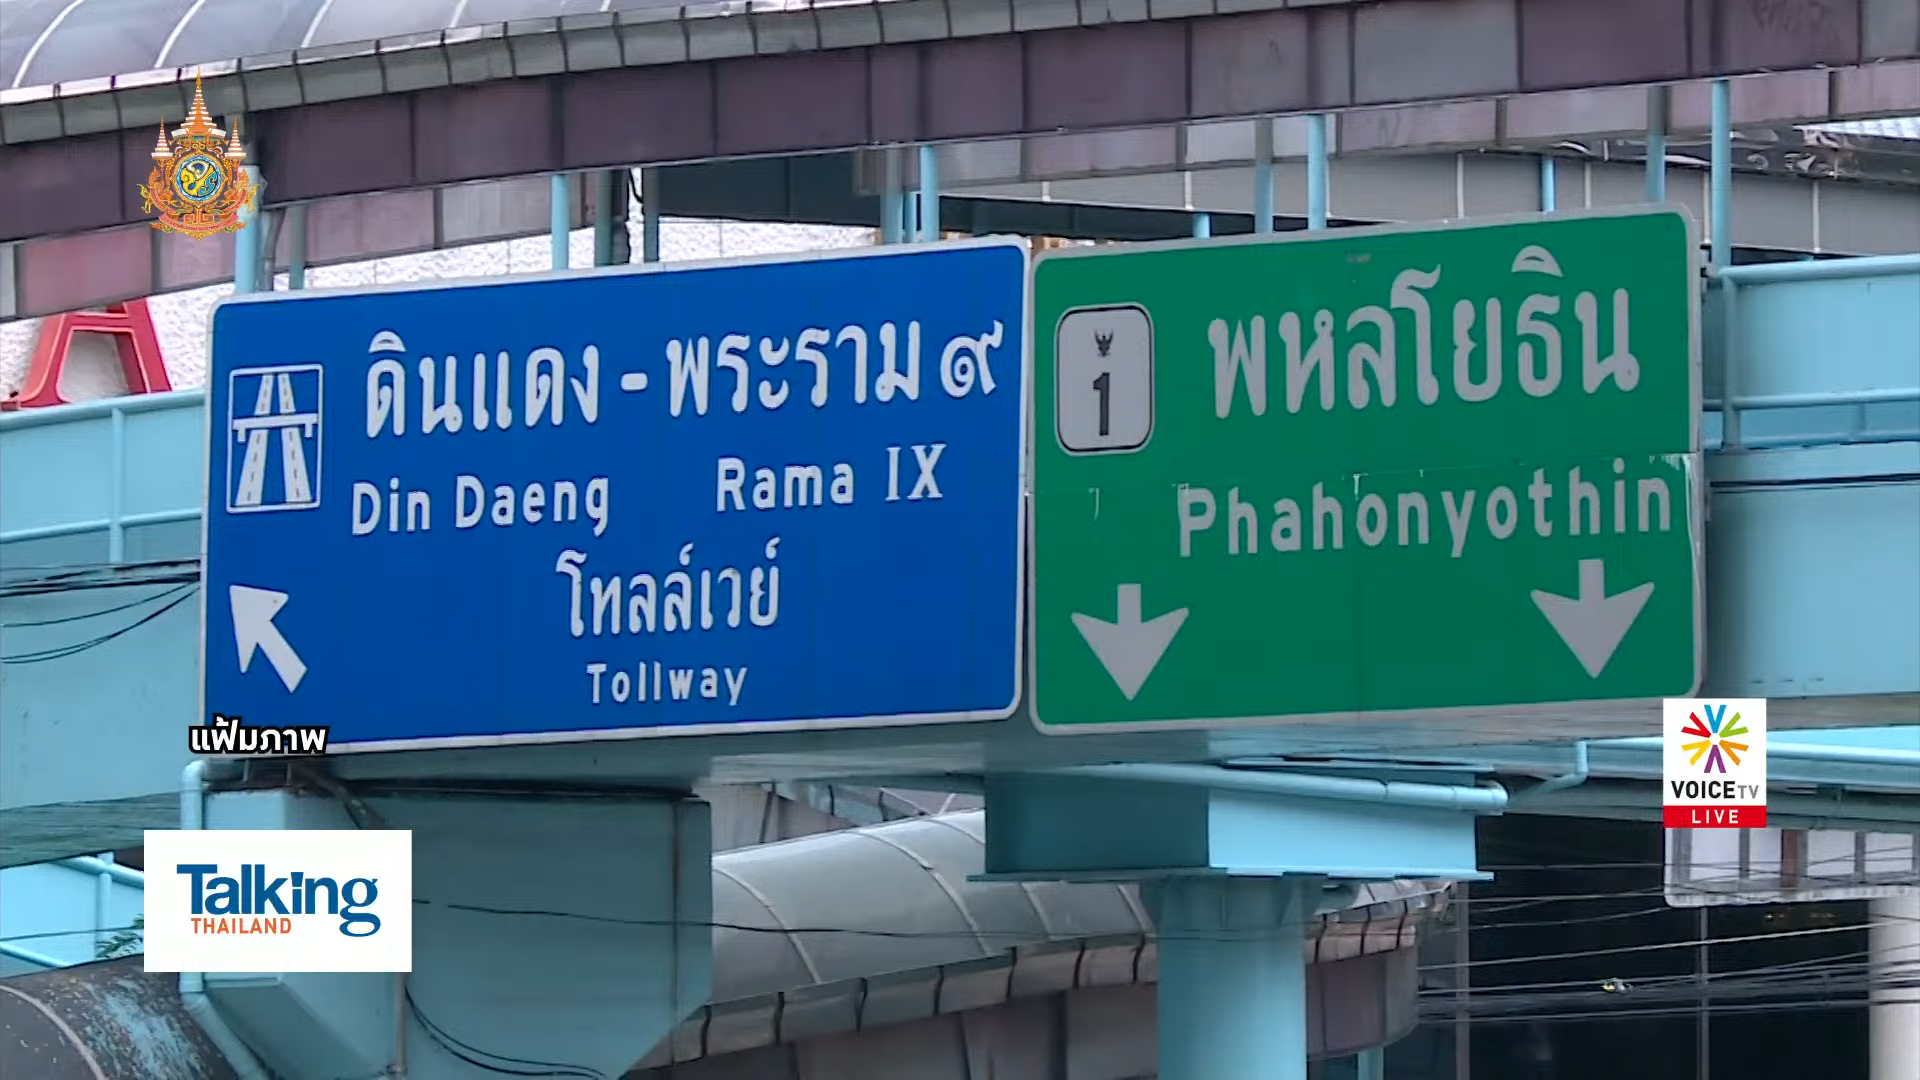 ดินแดง - พระราม ๙
Din Daeng Rama IX
โทลล์เวย์
Tollway
1
พหลโยธิน
Phahonyothin
แฟ้มภาพ
Talking
THAILAND
VOICE TV
LIVE
A